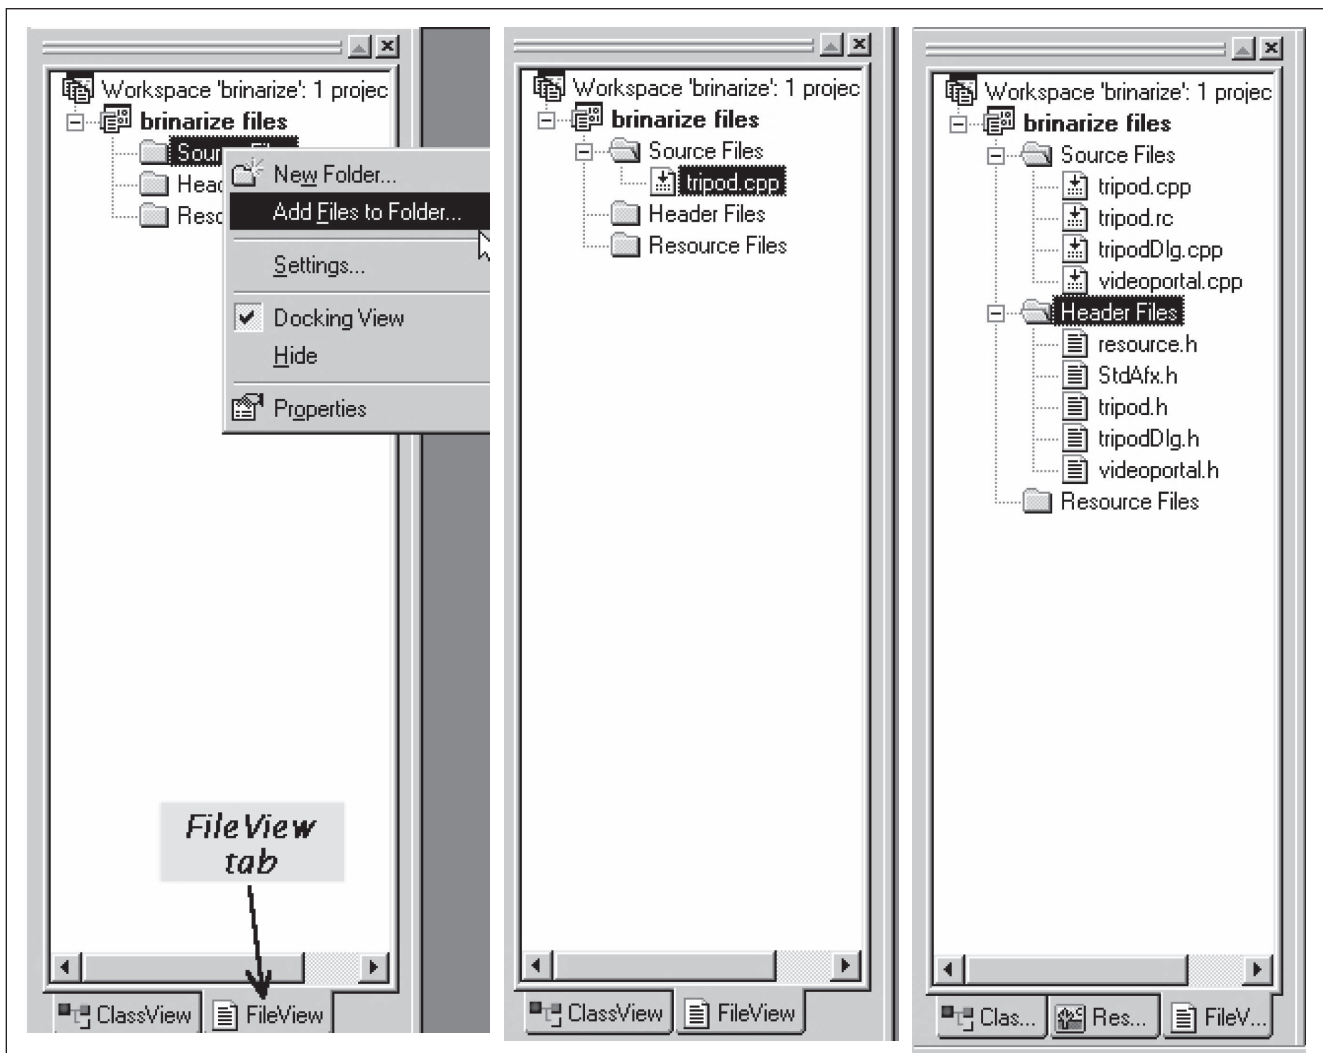 Workspace 'brinarize': 1 projec
brinarize files
Sour
Head
Reso
New Folder...
Add Files to Folder...
Settings...
Docking View
Hide
Properties
FileView
tab
ClassView
FileView
Workspace 'brinarize': 1 projec
brinarize files
Source Files
tripod.cpp
Header Files
Resource Files
ClassView
FileView
Workspace 'brinarize': 1 projec
brinarize files
Source Files
tripod.cpp
tripod.rc
tripodDlg.cpp
videoportal.cpp
Header Files
resource.h
StdAfx.h
tripod.h
tripodDlg.h
videoportal.h
Resource Files
Clas...
Res...
FileV...